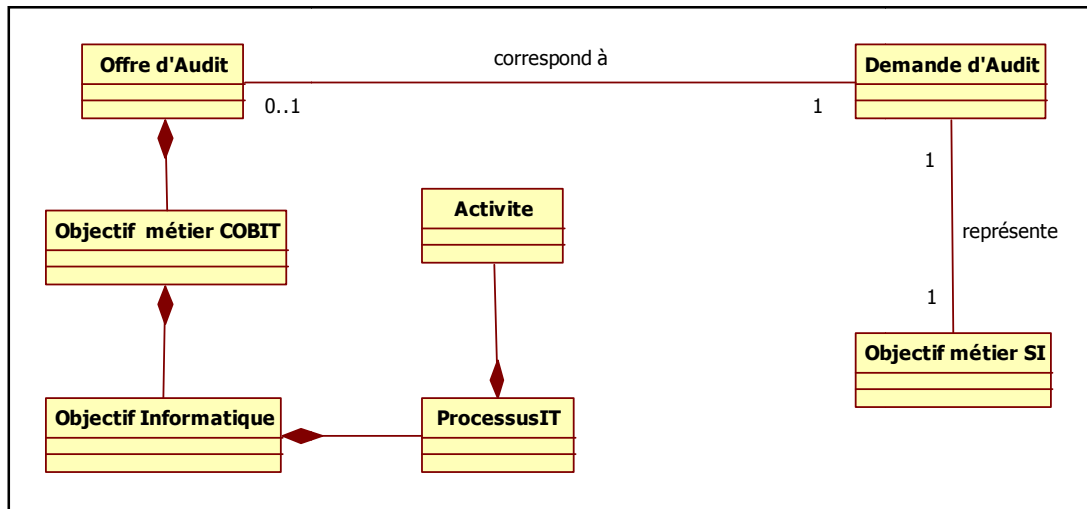 Offre d'Audit
correspond à
Demande d'Audit
0..1
1
1
Objectif métier COBIT
Activite
représente
1
Objectif métier SI
Objectif Informatique
ProcessusIT